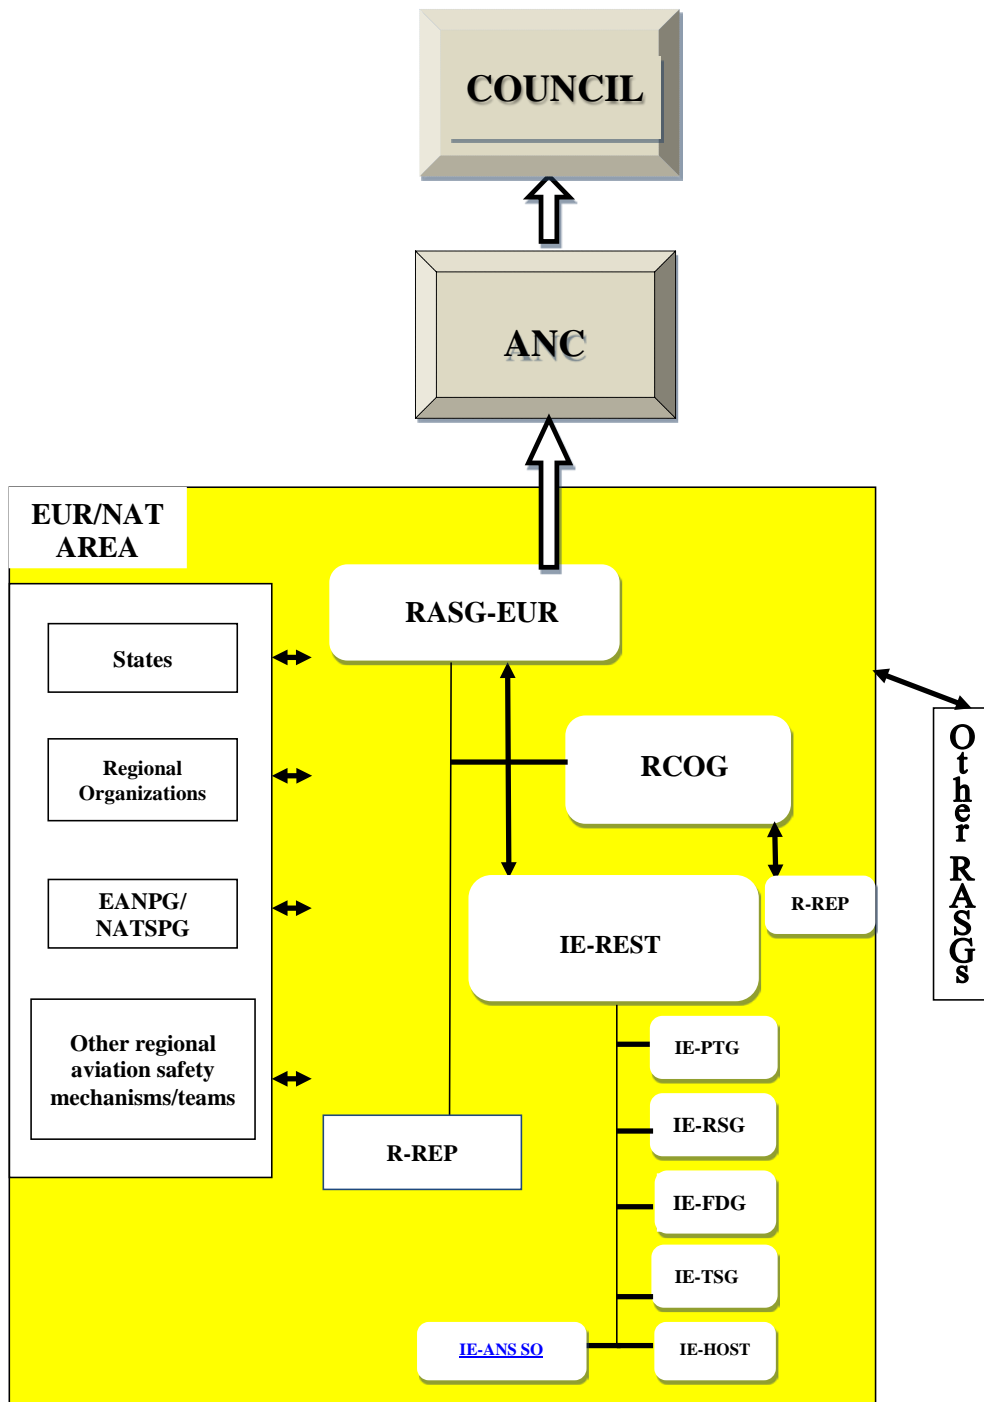 COUNCIL
ANC
EUR/NAT
AREA
RASG-EUR
States
Regional
Organizations
EANPG/
NATSPG
Other regional
aviation safety
mechanisms/teams
RCOG
R-REP
IE-REST
Other RASGs
IE-PTG
IE-RSG
R-REP
IE-FDG
IE-TSG
IE-ANS SO
IE-HOST